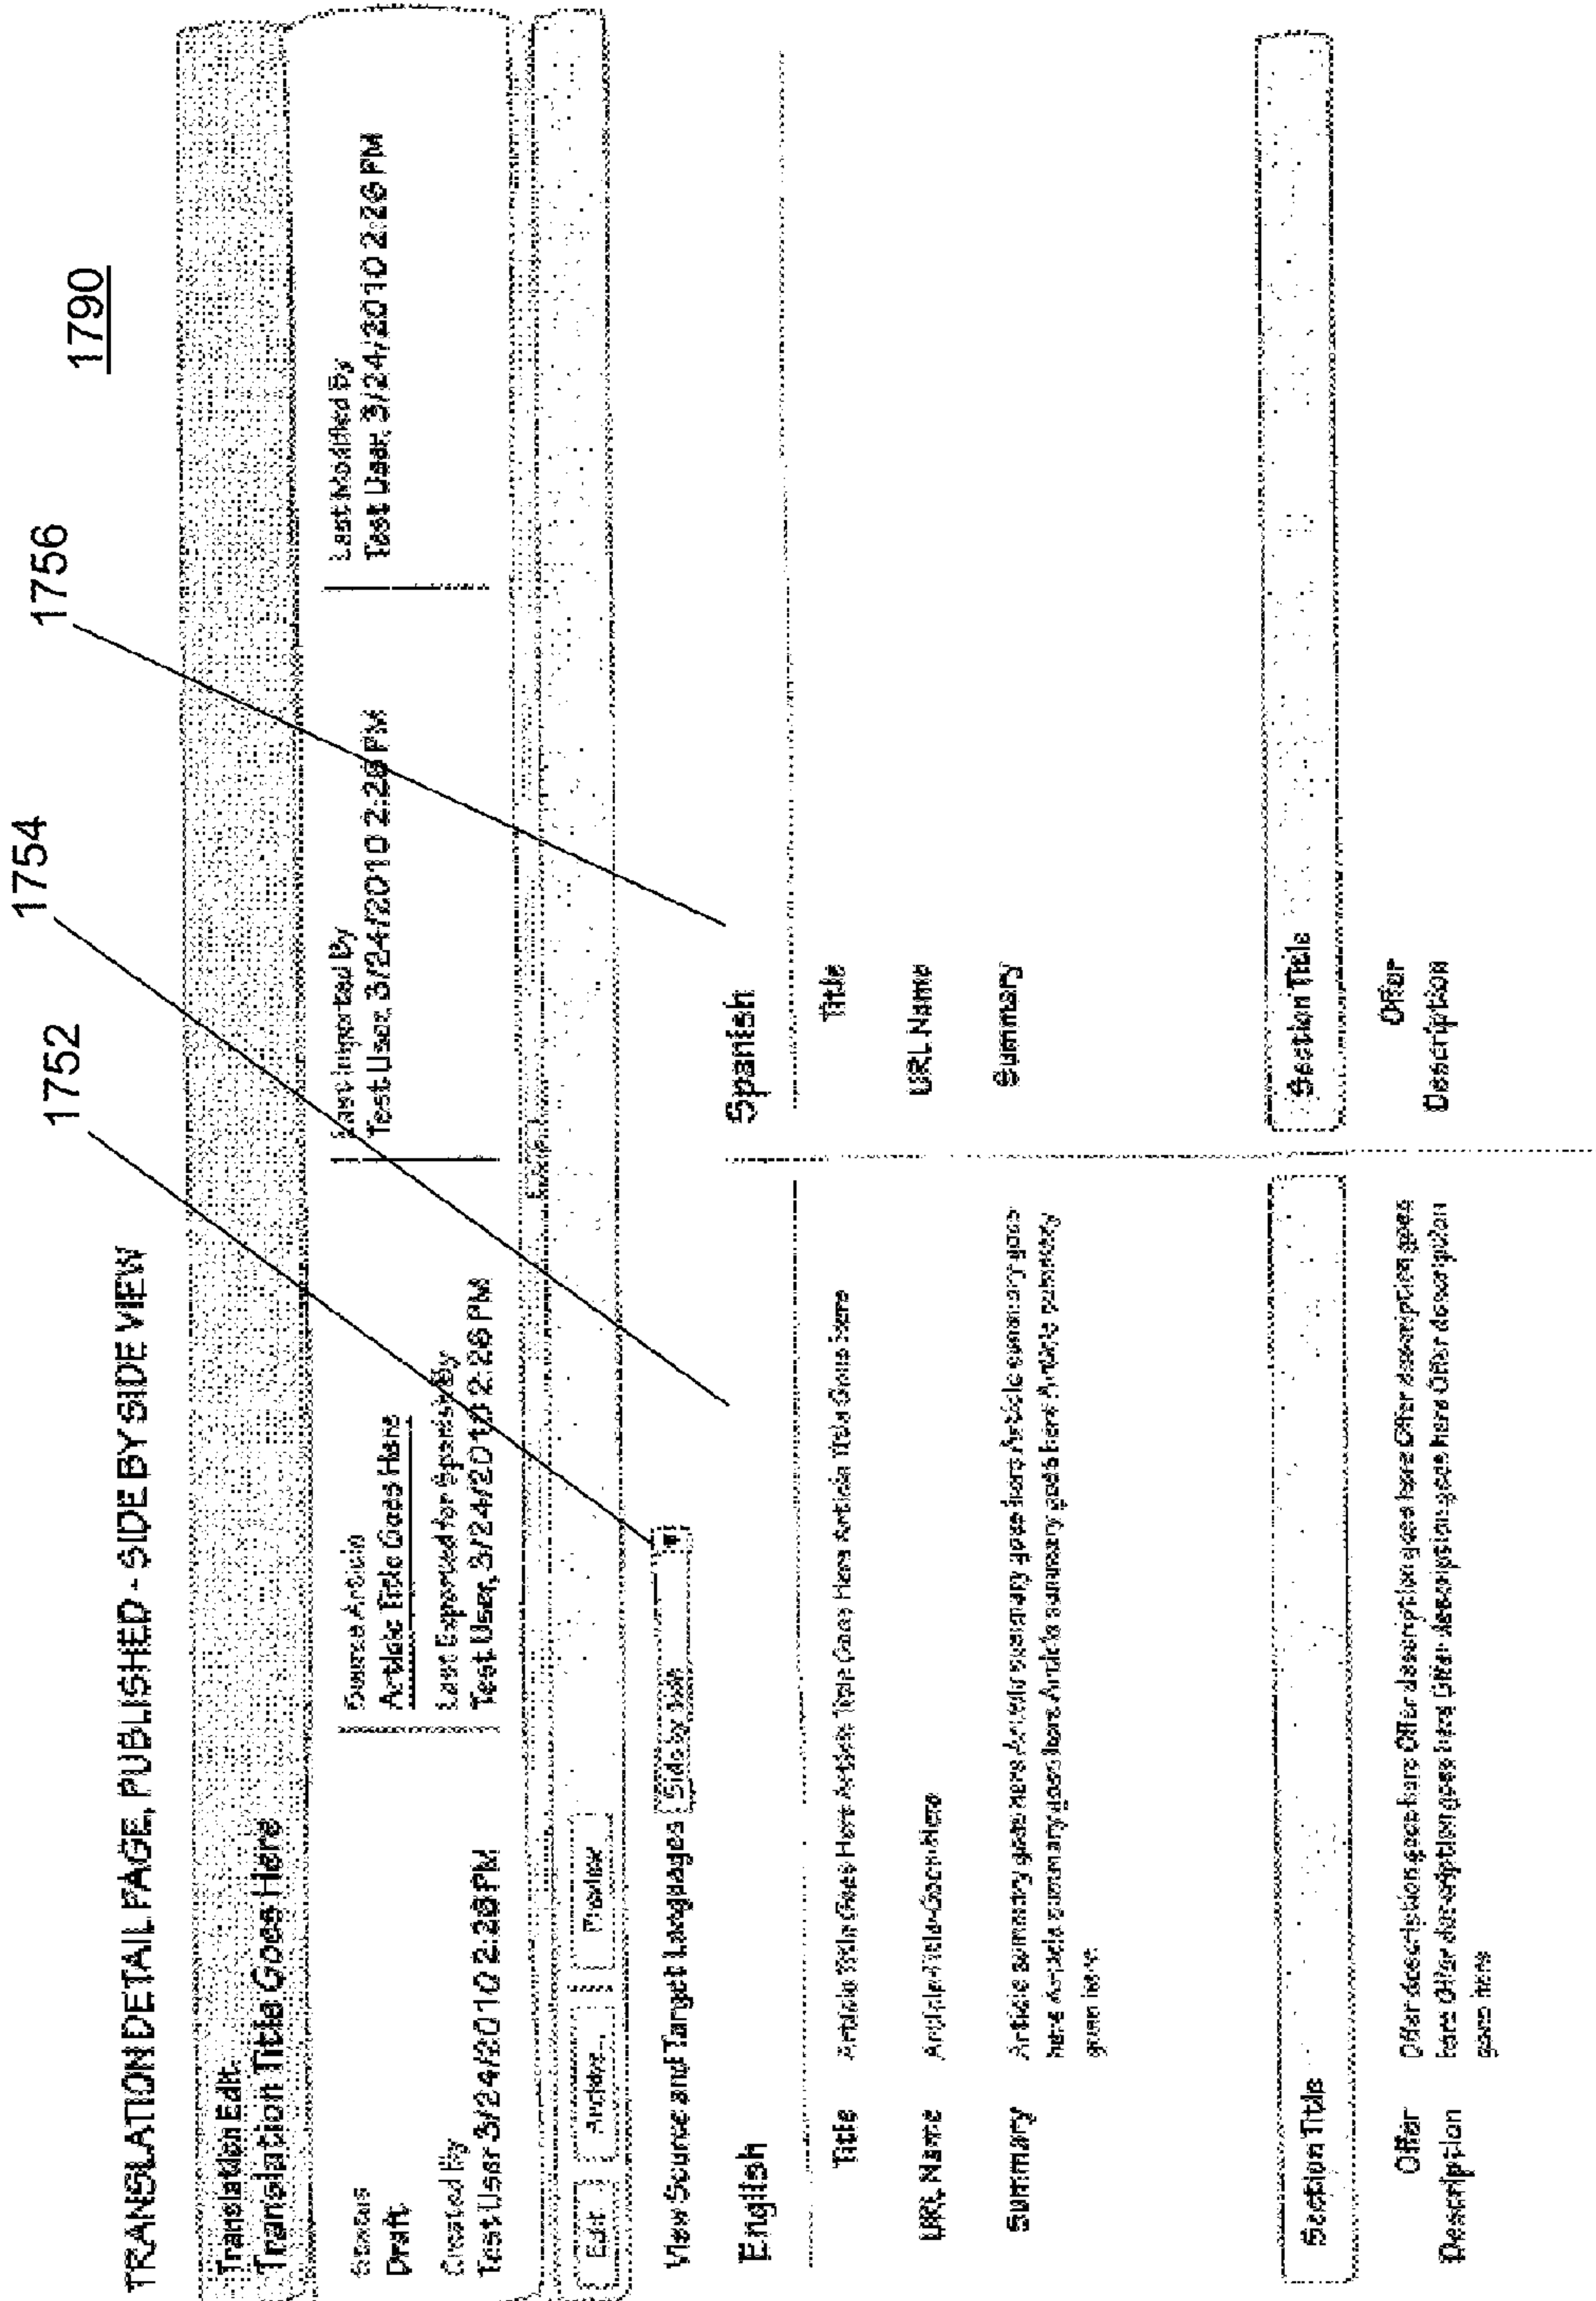 1790
1756
1754
1752
TRANSLATION DETAIL PAGE, PUBLISHED - SIDE BY SIDE VIEW
Translation Edit
Translation Title Goes Here
Status
Draft
Created By
Test User 3/24/2010 2:26 PM
Source Article
Article Title Goes Here
Last Exported for Spanish By
Test User, 3/24/2010 2:26 PM
Last Imported By
Test User, 3/24/2010 2:26 PM
Last Modified By
Test User, 3/24/2010 2:26 PM
Edit
Archive...
Preview
View Source and Target Languages
Side by side
English
Title
Article Title Goes Here Article Title Goes Here Article Title Goes Here
URL Name
Article-Title-Goes-Here
Summary
Article summary goes here Article summary goes here Article summary goes
here Article summary goes here Article summary goes here Article summary
goes here
Section Title
Offer
Description
Offer description goes here Offer description goes here Offer description goes
here Offer description goes here Offer description goes here Offer description
goes here
Spanish
Title
URL Name
Summary
Section Title
Offer
Description